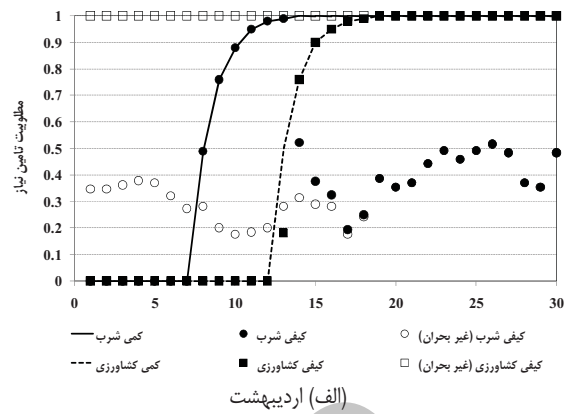 مطلوبیت تامین نیاز
1
0.9
0.8
0.7
0.6
0.5
0.4
0.3
0.2
0.1
0
0 5 10 15 20 25 30
کمی شرب کیفی شرب کیفی شرب (غیر بحران)
کمی کشاورزی کیفی کشاورزی کیفی کشاورزی (غیر بحران)
(الف) اردیبهشت